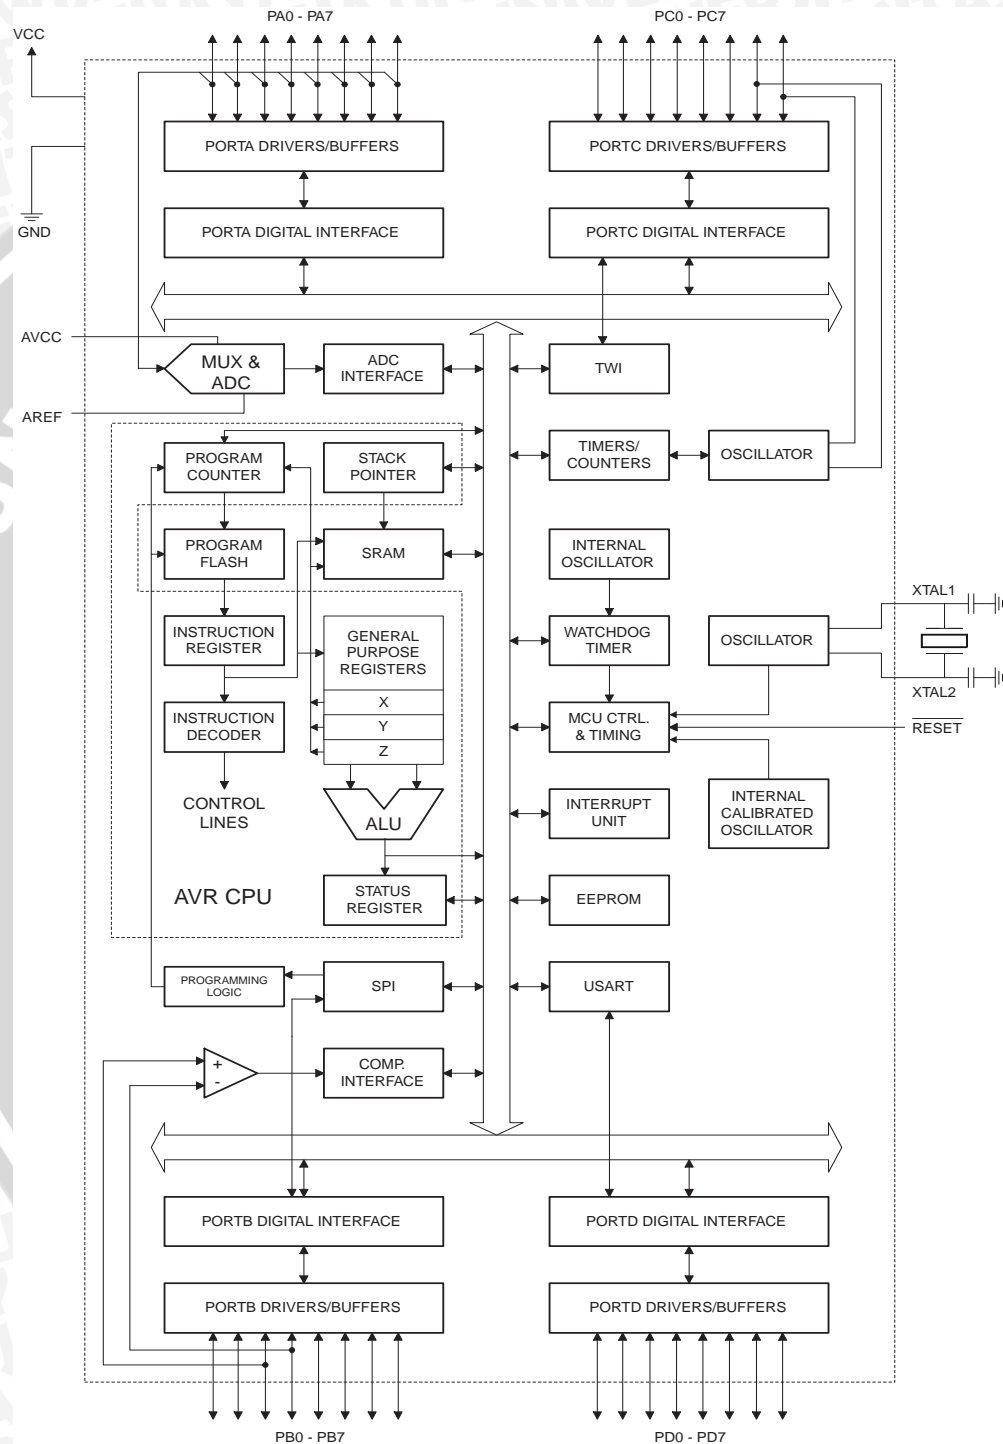 PA0 - PA7
PC0 - PC7
VCC
PORTA DRIVERS/BUFFERS
PORTC DRIVERS/BUFFERS
GND
PORTA DIGITAL INTERFACE
PORTC DIGITAL INTERFACE
AVCC
MUX &
ADC
ADC
INTERFACE
TWI
AREF
PROGRAM
COUNTER
STACK
POINTER
TIMERS/
COUNTERS
OSCILLATOR
PROGRAM
FLASH
SRAM
INTERNAL
OSCILLATOR
XTAL1
INSTRUCTION
REGISTER
GENERAL
PURPOSE
REGISTERS
WATCHDOG
TIMER
OSCILLATOR
XTAL2
X
Y
Z
INSTRUCTION
DECODER
MCU CTRL.
& TIMING
RESET
CONTROL
LINES
ALU
INTERRUPT
UNIT
INTERNAL
CALIBRATED
OSCILLATOR
AVR CPU
STATUS
REGISTER
EEPROM
PROGRAMMING
LOGIC
SPI
USART
+
-
COMP.
INTERFACE
PORTB DIGITAL INTERFACE
PORTD DIGITAL INTERFACE
PORTB DRIVERS/BUFFERS
PORTD DRIVERS/BUFFERS
PB0 - PB7
PD0 - PD7